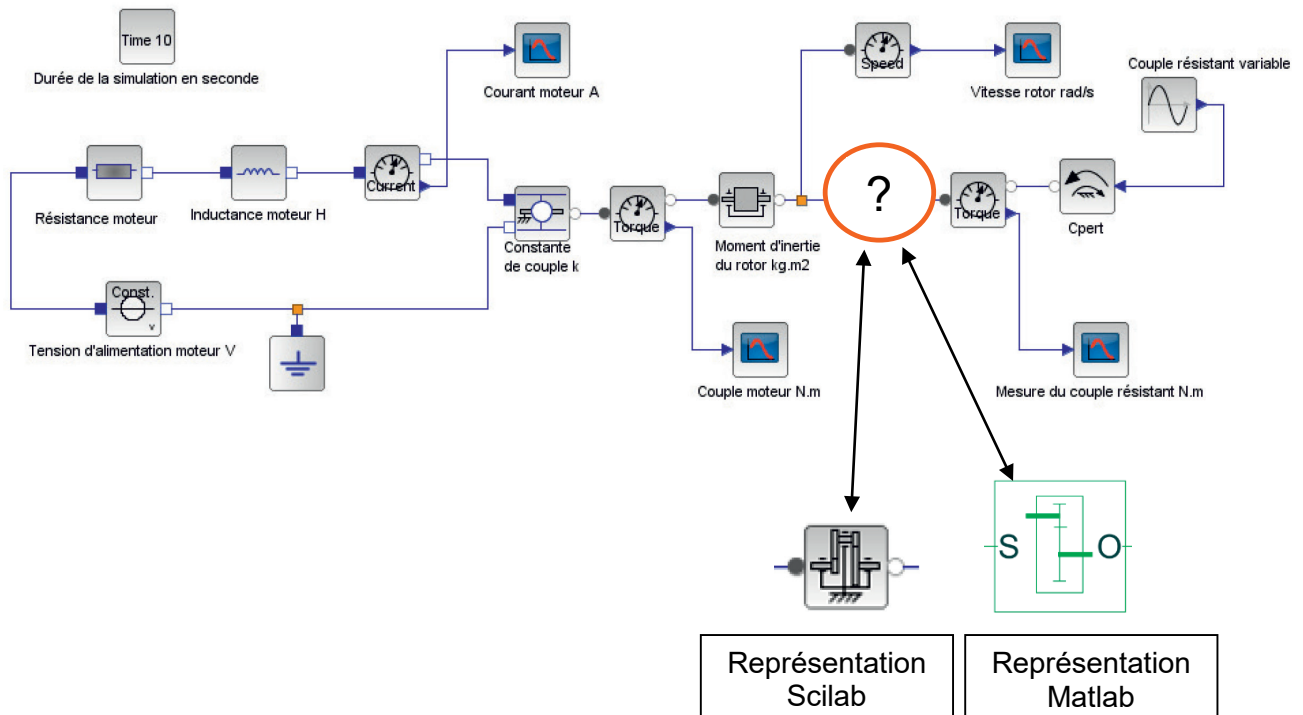 Time 10
Durée de la simulation en seconde
Courant moteur A
Speed
Vitesse rotor rad/s
Couple résistant variable
Résistance moteur
Inductance moteur H
Current
Constante
de couple k
Torque
Moment d'inertie
du rotor kg.m2
?
Torque
Cpert
Const.
v
Tension d'alimentation moteur V
Couple moteur N.m
Mesure du couple résistant N.m
S
O
Représentation
Scilab
Représentation
Matlab